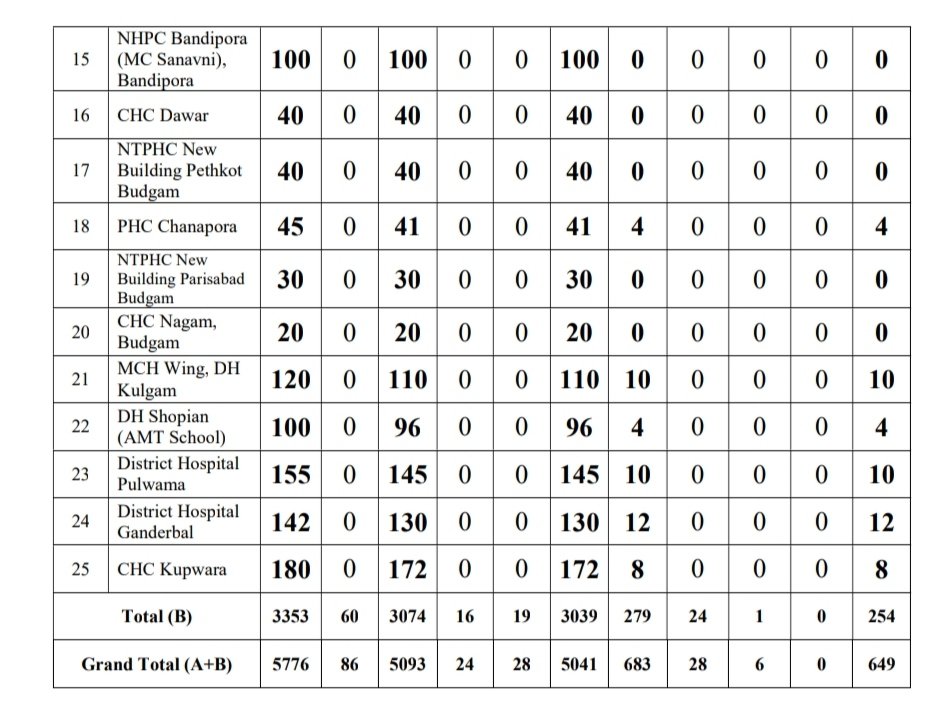 15 NHPC Bandipora (MC Sanavni), Bandipora 100 0 100 0 0 100 0 0 0 0 0
16 CHC Dawar 40 0 40 0 0 40 0 0 0 0 0
17 NTPHC New Building Pethkot Budgam 40 0 40 0 0 40 0 0 0 0 0
18 PHC Chanapora 45 0 41 0 0 41 4 0 0 0 4
19 NTPHC New Building Parisabad Budgam 30 0 30 0 0 30 0 0 0 0 0
20 CHC Nagam, Budgam 20 0 20 0 0 20 0 0 0 0 0
21 MCH Wing, DH Kulgam 120 0 110 0 0 110 10 0 0 0 10
22 DH Shopian (AMT School) 100 0 96 0 0 96 4 0 0 0 4
23 District Hospital Pulwama 155 0 145 0 0 145 10 0 0 0 10
24 District Hospital Ganderbal 142 0 130 0 0 130 12 0 0 0 12
25 CHC Kupwara 180 0 172 0 0 172 8 0 0 0 8
Total (B) 3353 60 3074 16 19 3039 279 24 1 0 254
Grand Total (A+B) 5776 86 5093 24 28 5041 683 28 6 0 649